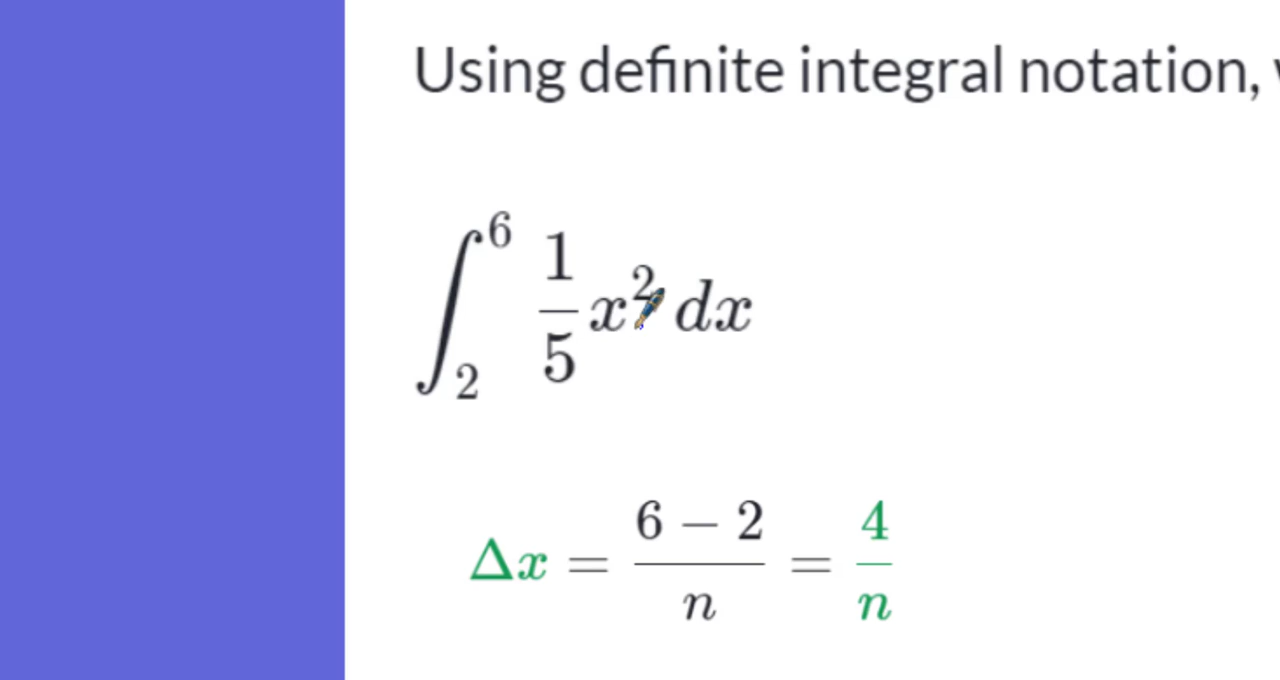 Using definite integral notation,
∫₂⁶ 1/5 x² dx
Δx = (6 − 2)/n = 4/n